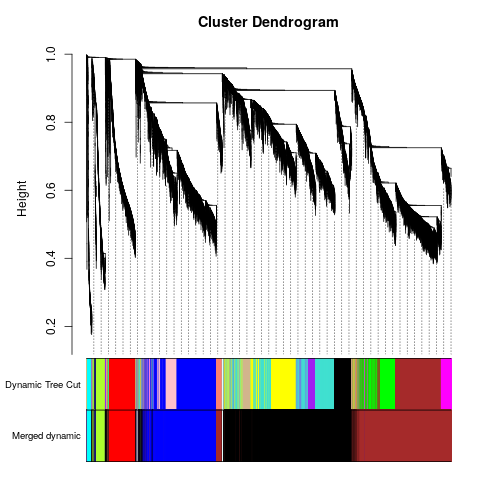 Cluster Dendrogram
Height
1.0
0.8
0.6
0.4
0.2
Dynamic Tree Cut
Merged dynamic